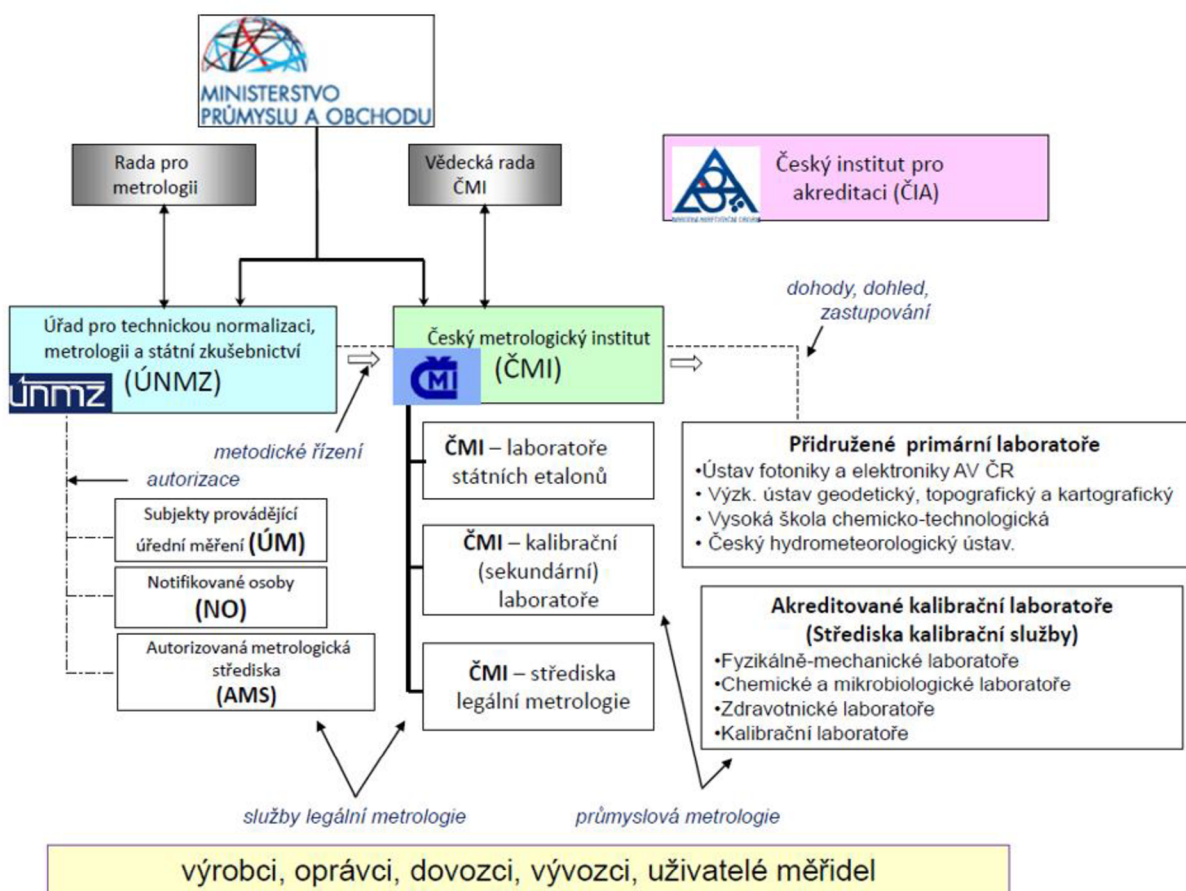 MINISTERSTVO
PRŮMYSLU A OBCHODU
Rada pro
metrologii
Vědecká rada
ČMI
Český institut pro
akreditaci (ČIA)
dohody, dohled,
zastupování
Úřad pro technickou normalizaci,
metrologii a státní zkušebnictví
(ÚNMZ)
únmz
Český metrologický institut
(ČMI)
ČMI
metodické řízení
autorizace
Subjekty provádějící
úřední měření (ÚM)
Notifikované osoby
(NO)
Autorizovaná metrologická
střediska
(AMS)
ČMI – laboratoře
státních etalonů
ČMI – kalibrační
(sekundární)
laboratoře
ČMI – střediska
legální metrologie
Přidružené primární laboratoře
•Ústav fotoniky a elektroniky AV ČR
• Výzk. ústav geodetický, topografický a kartografický
• Vysoká škola chemicko-technologická
• Český hydrometeorologický ústav.
Akreditované kalibrační laboratoře
(Střediska kalibrační služby)
•Fyzikálně-mechanické laboratoře
•Chemické a mikrobiologické laboratoře
•Zdravotnické laboratoře
•Kalibrační laboratoře
služby legální metrologie
průmyslová metrologie
výrobci, oprávci, dovozci, vývozci, uživatelé měřidel